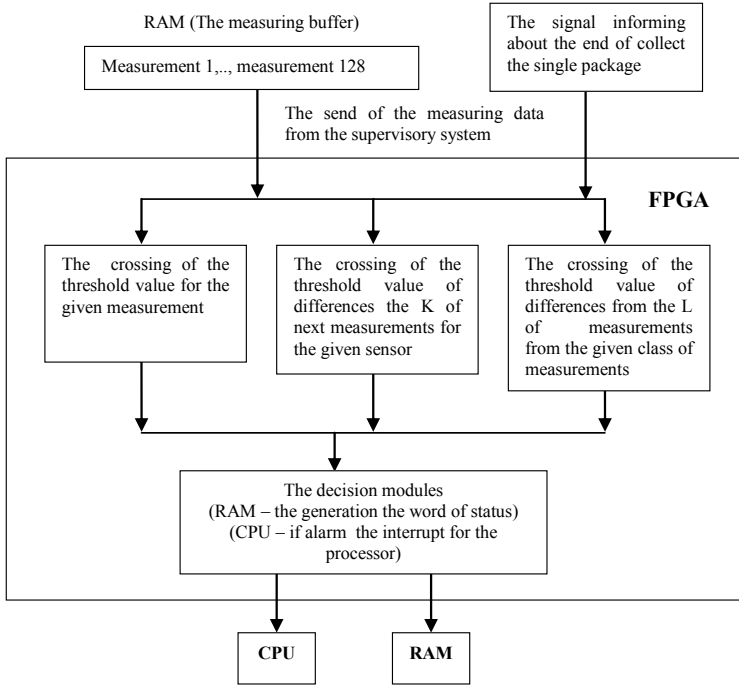 RAM (The measuring buffer)
Measurement 1,.., measurement 128
The signal informing
about the end of collect
the single package
The send of the measuring data
from the supervisory system
FPGA
The crossing of the
threshold value for the
given measurement
The crossing of the
threshold value of
differences the K of
next measurements for
the given sensor
The crossing of the
threshold value of
differences from the L
of measurements
from the given class of
measurements
The decision modules
(RAM – the generation the word of status)
(CPU – if alarm the interrupt for the
processor)
CPU
RAM